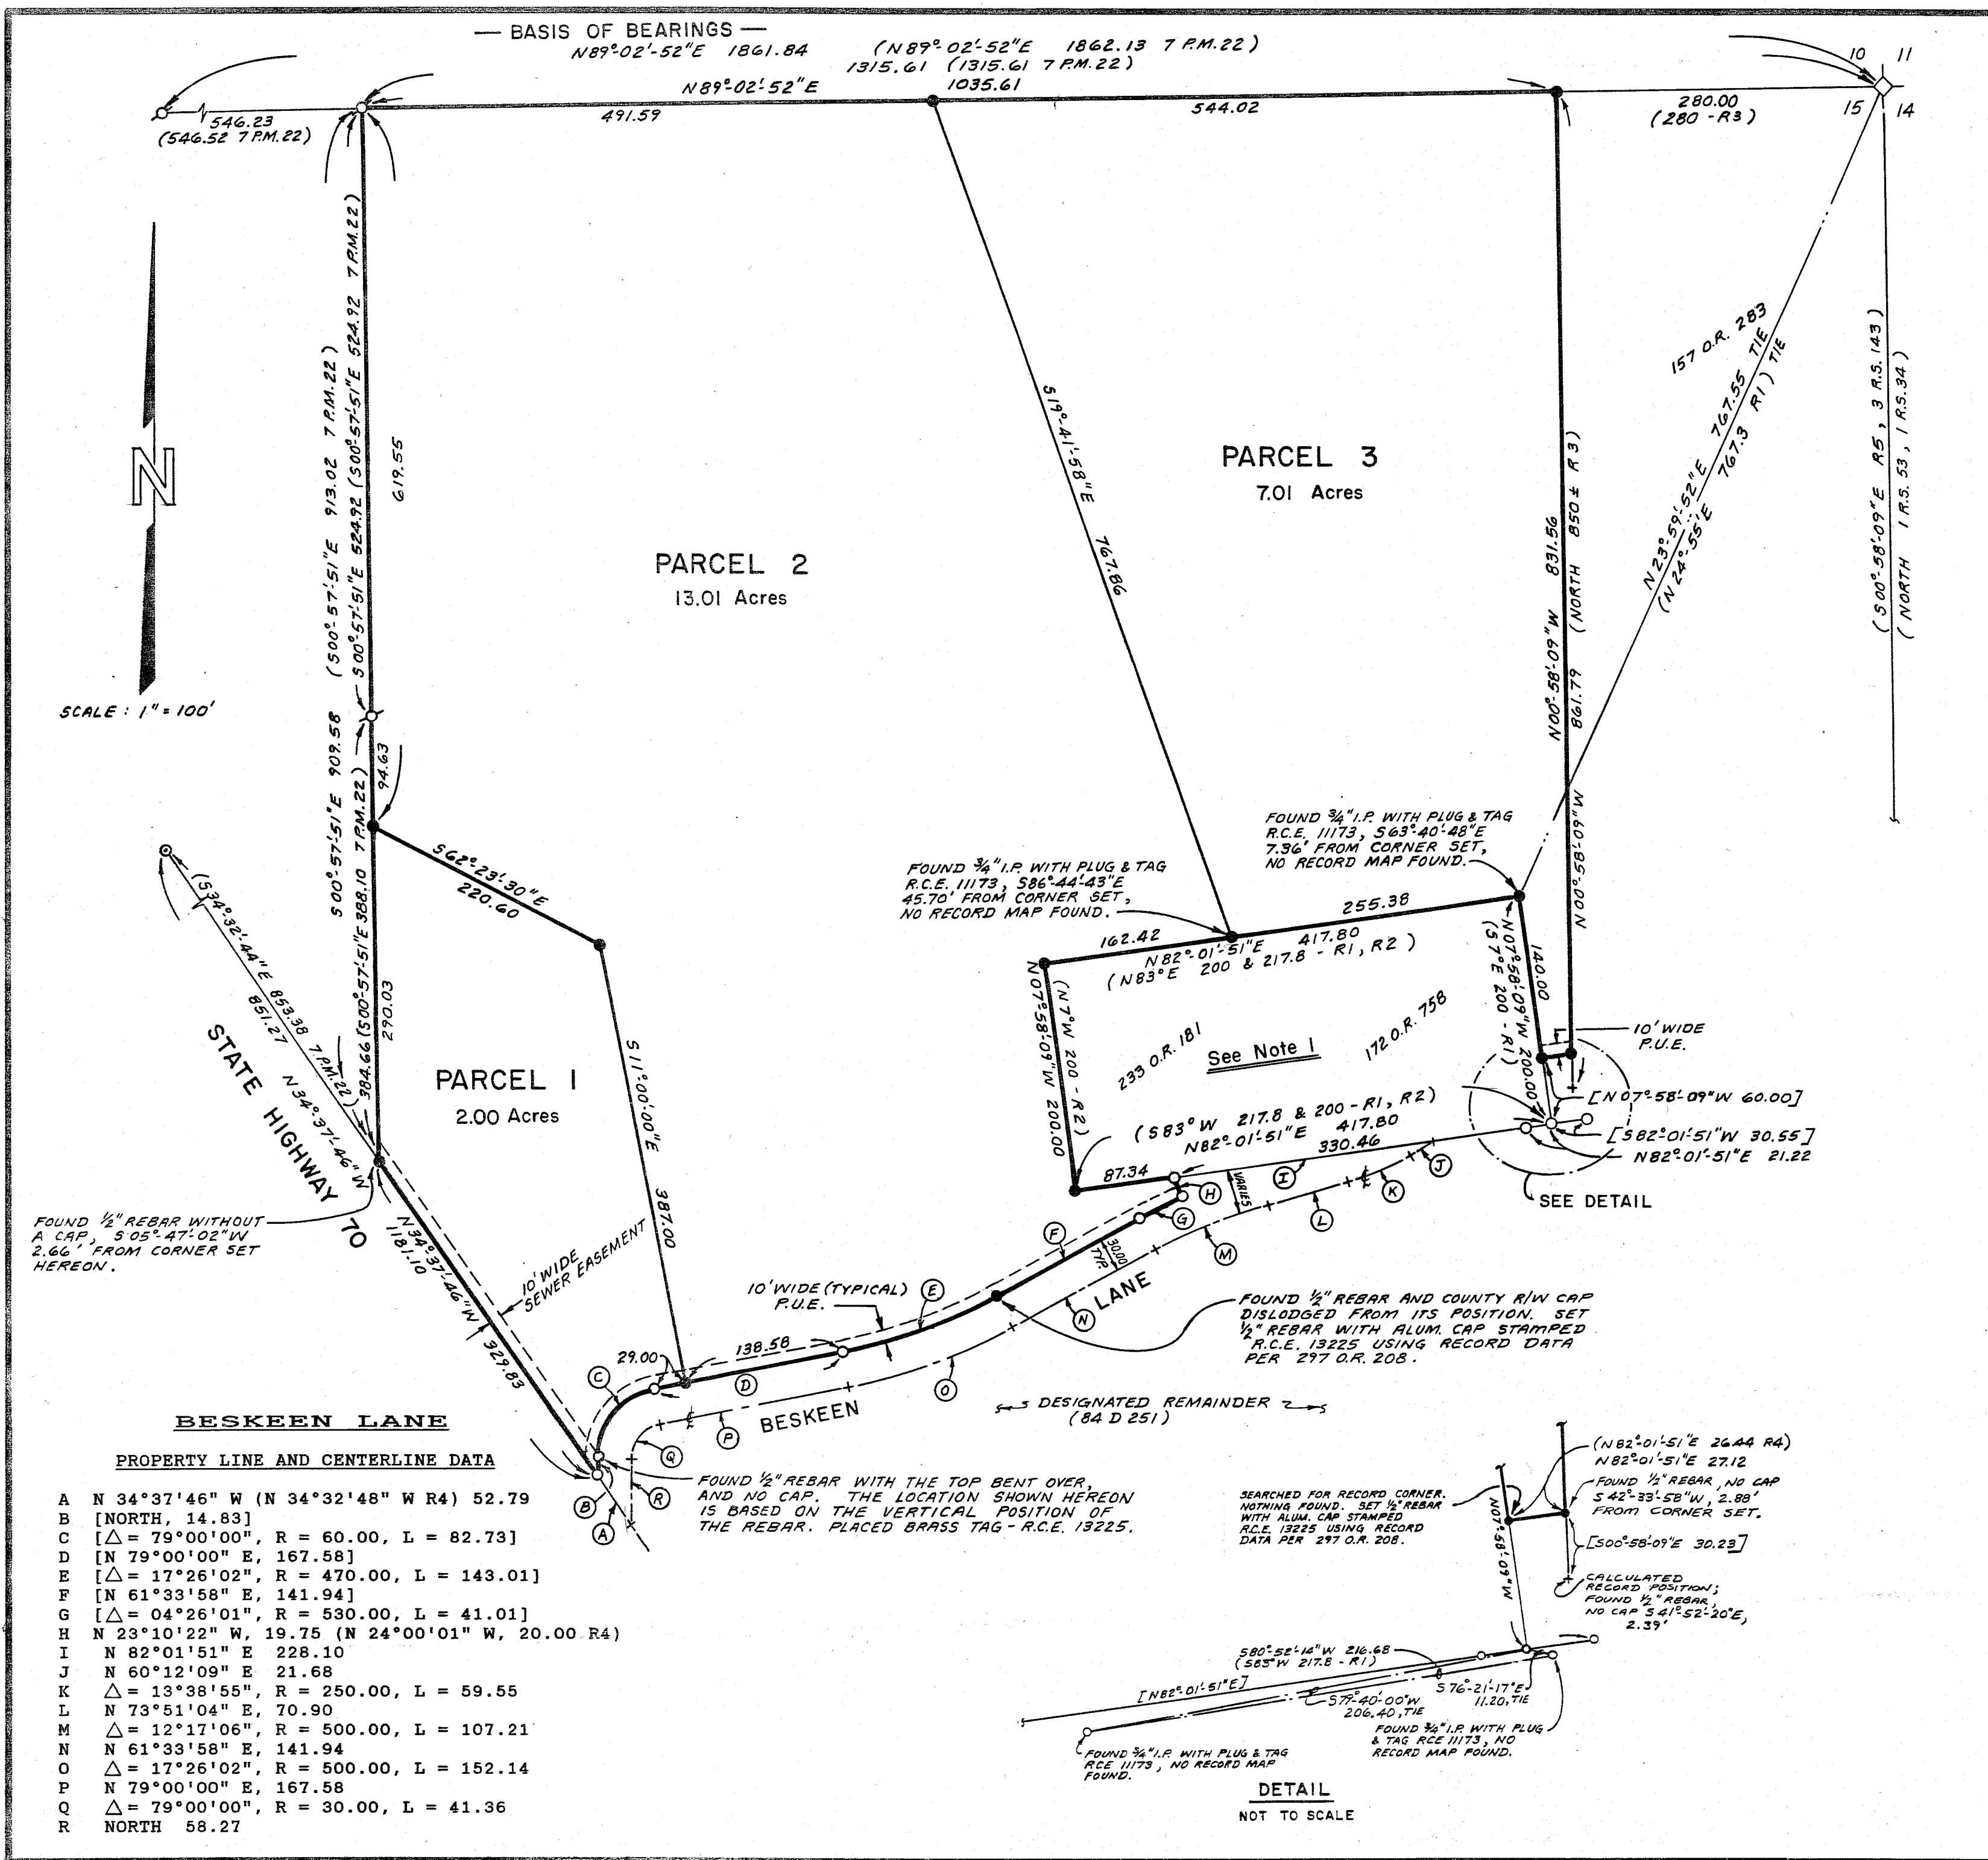 — BASIS OF BEARINGS —
N89°-02'-52"E 1861.84 (N89°-02'-52"E 1862.13 7 P.M.22)
1315.61 (1315.61 7 P.M.22)
N89°-02'-52"E 1035.61
10 11
15 14
546.23
(546.52 7 P.M.22)
491.59
544.02
280.00
(280 - R3)
(S00°-57'-51"E 913.02 7 P.M.22)
S00°-57'-51"E 909.58
S00°-57'-51"E 524.92 (S00°-57'-51"E 524.92 7 P.M.22)
619.55
N
SCALE : 1" = 100'
384.66 (S00°-57'-51"E 388.10 7 P.M.22)
94.63
290.03
PARCEL 2
13.01 Acres
S19°-41'-58"E 767.86
PARCEL 3
7.01 Acres
N00°-58'-09"W 831.56
(NORTH 850± R3)
861.79
N00°-58'-09"W
157 O.R. 283
N23°-59'-52"E 767.55 TIE
(N24°-55'E 767.3 R1) TIE
(S00°-58'-09"E R5, 3 R.S.143)
(NORTH 1 R.S. 53, 1 R.S.34)
S62°-23'-30"E
220.60
(S34°-32'-44"E 853.38 7.P.M.22)
851.27 N34°-37'-46"W
STATE HIGHWAY 70
PARCEL 1
2.00 Acres
S11°-00'-00"E 387.00
FOUND 1/2" REBAR WITHOUT
A CAP, S05°-47'-02"W
2.66' FROM CORNER SET
HEREON.
N34°-37'-46"W
1181.10
329.83
10' WIDE
SEWER EASEMENT
FOUND 3/4" I.P. WITH PLUG & TAG
R.C.E. 11173, S86°-44'-43"E
45.70' FROM CORNER SET,
NO RECORD MAP FOUND.
FOUND 3/4" I.P. WITH PLUG & TAG
R.C.E. 11173, S63°-40'-48"E
7.36' FROM CORNER SET,
NO RECORD MAP FOUND.
162.42
255.38
N82°-01'-51"E 417.80
(N83°E 200 & 217.8 - R1, R2)
N07°-58'-09"W 200.00
(N7°W 200 - R2)
233 O.R. 181
See Note 1
172 O.R. 758
140.00
N07°-58'-09"W 200.00
(S7°E 200 - R1)
10' WIDE
P.U.E.
(S83°W 217.8 & 200 - R1, R2)
N82°-01'-51"E 417.80
330.46
87.34
[N07°-58'-09"W 60.00]
[S82°-01'-51"W 30.55]
N82°-01'-51"E 21.22
SEE DETAIL
VARIES
H
I
J
G
K
L
F
M
30.00
TYP.
10' WIDE (TYPICAL)
P.U.E.
E
N
BESKEEN LANE
FOUND 1/2" REBAR AND COUNTY R/W CAP
DISLODGED FROM ITS POSITION. SET
1/2" REBAR WITH ALUM. CAP STAMPED
R.C.E. 13225 USING RECORD DATA
PER 297 O.R. 208.
29.00
138.58
C
D
O
P
Q
R
B
A
DESIGNATED REMAINDER
(84 D 251)
FOUND 1/2" REBAR WITH THE TOP BENT OVER,
AND NO CAP. THE LOCATION SHOWN HEREON
IS BASED ON THE VERTICAL POSITION OF
THE REBAR. PLACED BRASS TAG - R.C.E. 13225.
BESKEEN LANE
PROPERTY LINE AND CENTERLINE DATA
A N 34°37'46" W (N 34°32'48" W R4) 52.79
B [NORTH, 14.83]
C [△= 79°00'00", R = 60.00, L = 82.73]
D [N 79°00'00" E, 167.58]
E [△= 17°26'02", R = 470.00, L = 143.01]
F [N 61°33'58" E, 141.94]
G [△= 04°26'01", R = 530.00, L = 41.01]
H N 23°10'22" W, 19.75 (N 24°00'01" W, 20.00 R4)
I N 82°01'51" E 228.10
J N 60°12'09" E 21.68
K △= 13°38'55", R = 250.00, L = 59.55
L N 73°51'04" E, 70.90
M △= 12°17'06", R = 500.00, L = 107.21
N N 61°33'58" E, 141.94
O △= 17°26'02", R = 500.00, L = 152.14
P N 79°00'00" E, 167.58
Q △= 79°00'00", R = 30.00, L = 41.36
R NORTH 58.27
SEARCHED FOR RECORD CORNER.
NOTHING FOUND. SET 1/2" REBAR
WITH ALUM. CAP STAMPED
R.C.E. 13225 USING RECORD
DATA PER 297 O.R. 208.
(N82°-01'-51"E 26.44 R4)
N82°-01'-51"E 27.12
FOUND 1/2" REBAR, NO CAP
S42°-33'-58"W, 2.88'
FROM CORNER SET.
[S00°-58'-09"E 30.23]
N07°-58'-09"W
CALCULATED
RECORD POSITION;
FOUND 1/2" REBAR,
NO CAP S41°-52'-20"E,
2.39'
S80°-52'-14"W 216.68
(S83°W 217.8 - R1)
[N82°-01'-51"E]
S79°-40'-00"W
206.40, TIE
S76°-21'-17"E
11.20, TIE
FOUND 3/4" I.P. WITH PLUG
& TAG RCE 11173, NO
RECORD MAP FOUND.
FOUND 3/4" I.P. WITH PLUG & TAG
RCE 11173, NO RECORD MAP
FOUND.
DETAIL
NOT TO SCALE